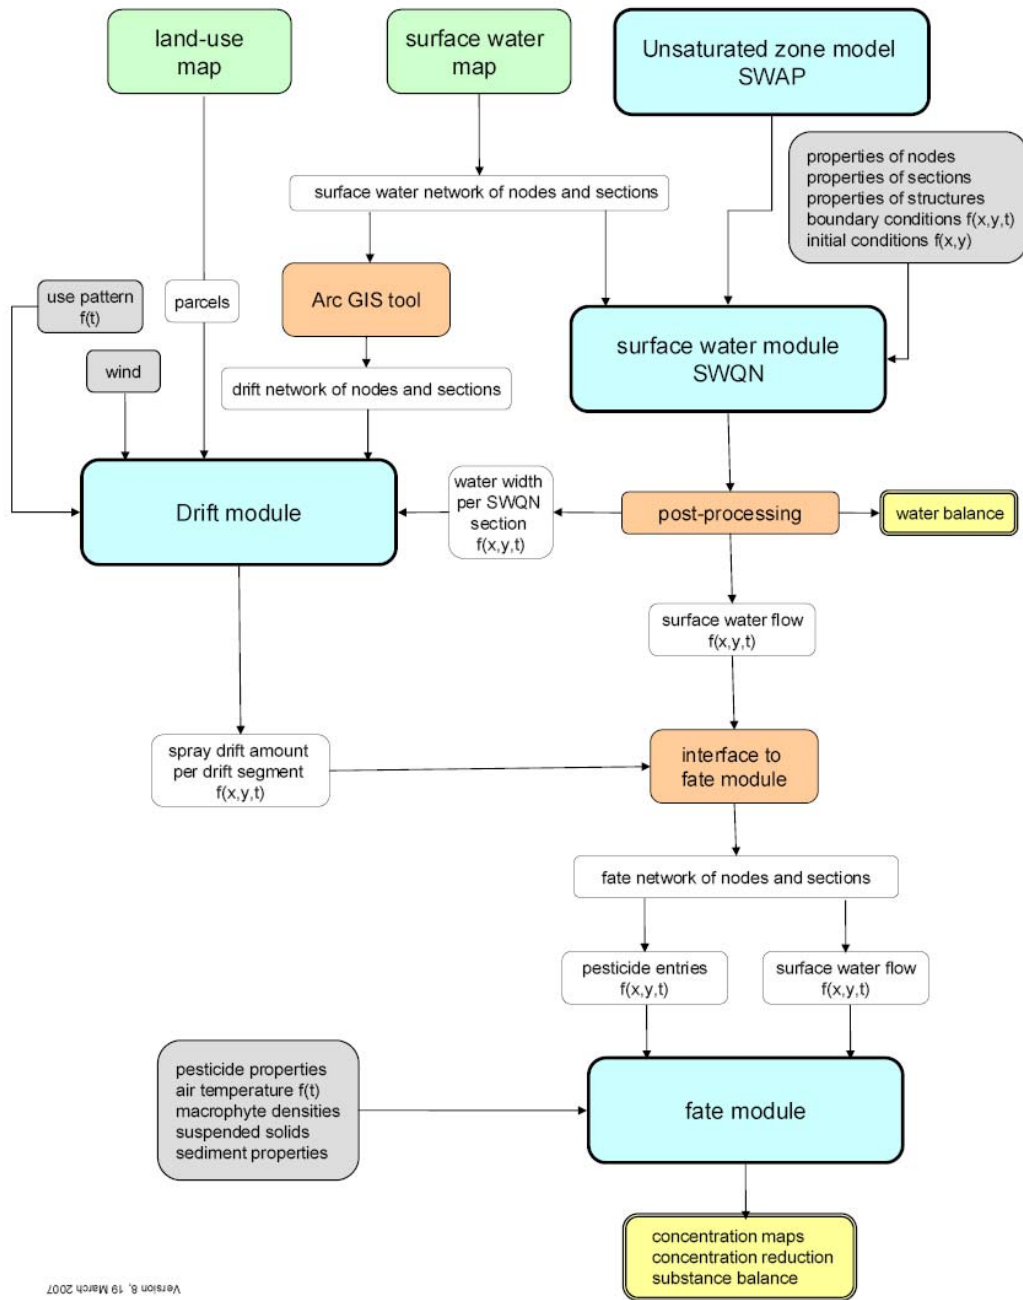 land-use
map
surface water
map
Unsaturated zone model
SWAP
properties of nodes
properties of sections
properties of structures
boundary conditions f(x,y,t)
initial conditions f(x,y)
surface water network of nodes and sections
use pattern
f(t)
parcels
Arc GIS tool
surface water module
SWQN
wind
drift network of nodes and sections
Drift module
water width
per SWQN
section
f(x,y,t)
post-processing
water balance
surface water flow
f(x,y,t)
spray drift amount
per drift segment
f(x,y,t)
interface to
fate module
fate network of nodes and sections
pesticide entries
f(x,y,t)
surface water flow
f(x,y,t)
pesticide properties
air temperature f(t)
macrophyte densities
suspended solids
sediment properties
fate module
concentration maps
concentration reduction
substance balance
Version 8, 19 March 2007